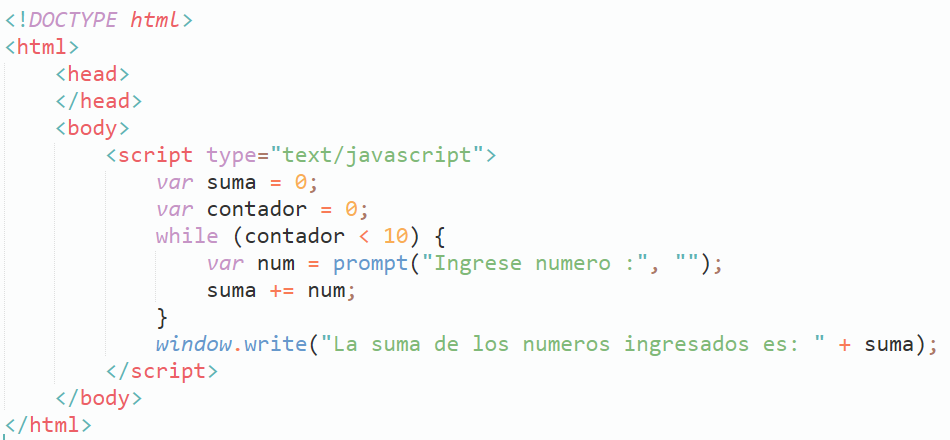 <!DOCTYPE html>
<html>
    <head>
    </head>
    <body>
        <script type="text/javascript">
            var suma = 0;
            var contador = 0;
            while (contador < 10) {
                var num = prompt("Ingrese numero :", "");
                suma += num;
            }
            window.write("La suma de los numeros ingresados es: " + suma);
        </script>
    </body>
</html>